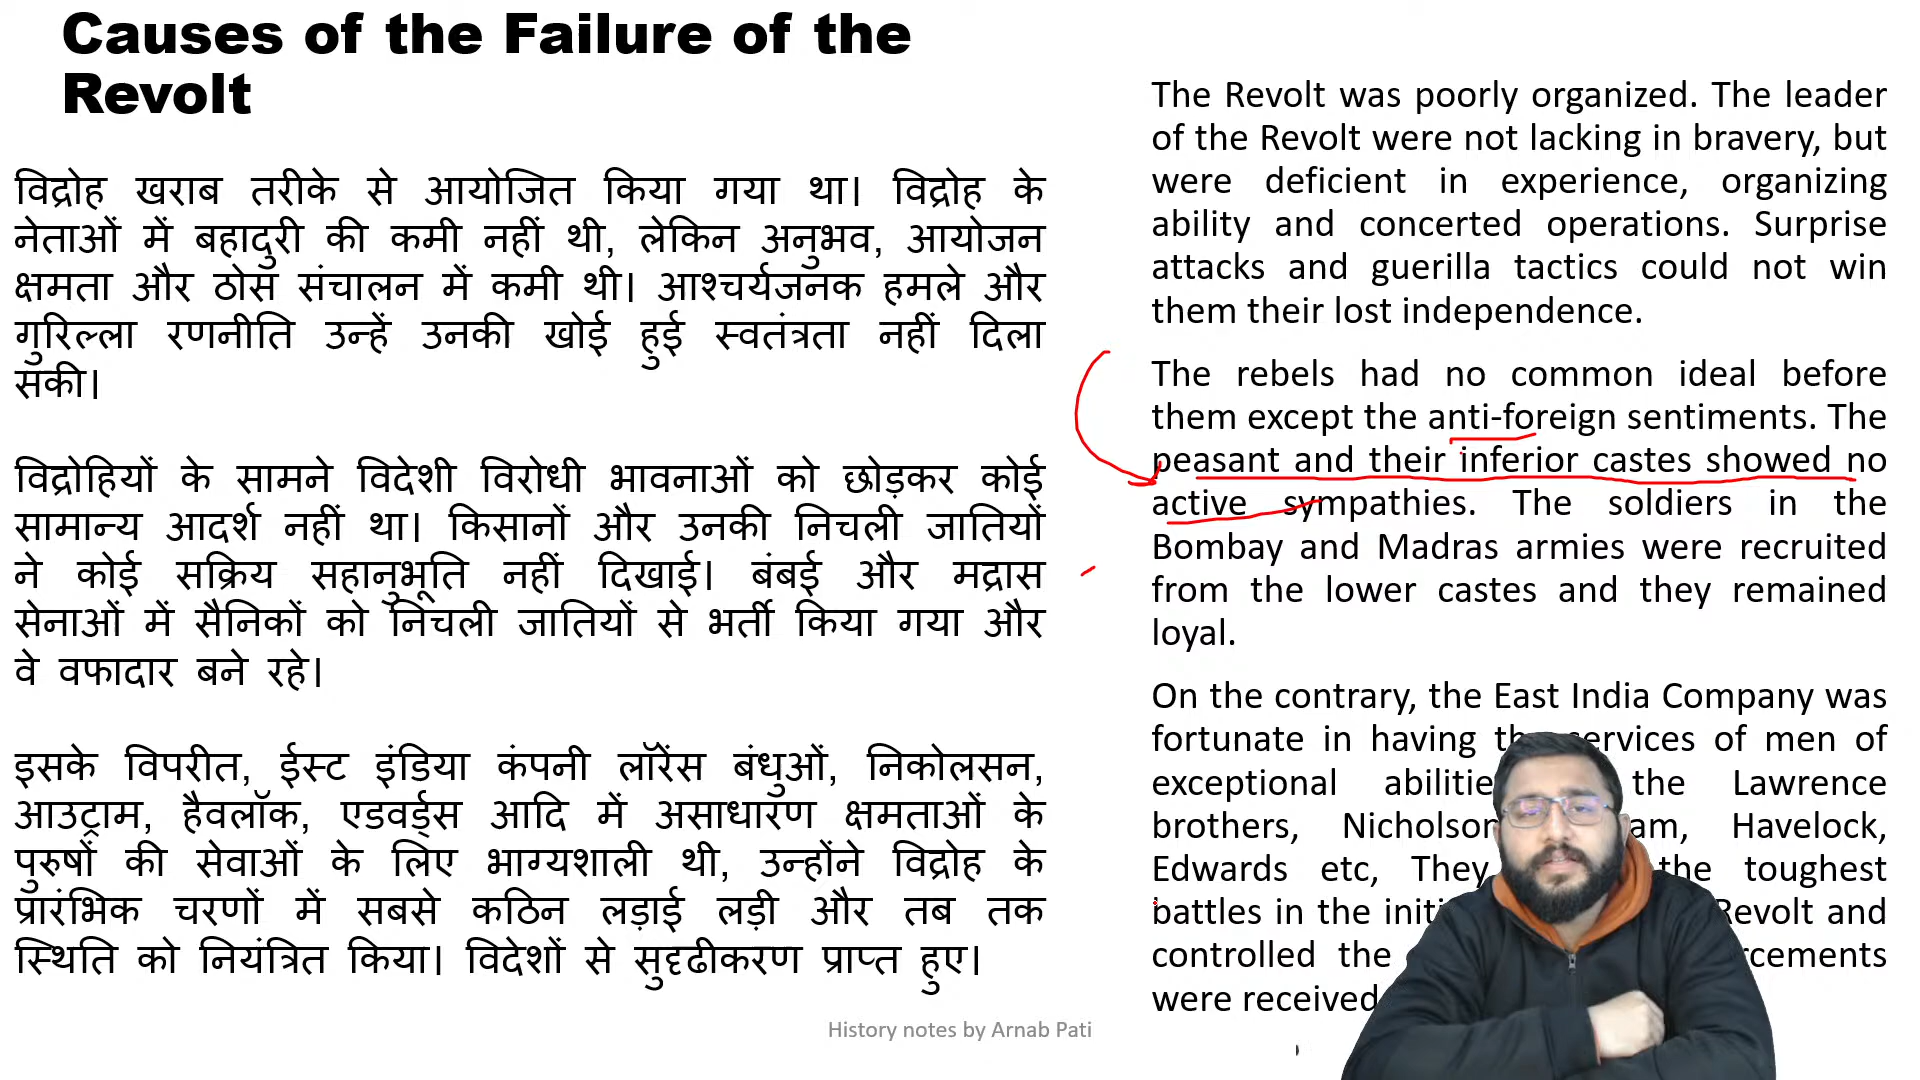 Causes of the Failure of the
Revolt
विद्रोह खराब तरीके से आयोजित किया गया था। विद्रोह के
नेताओं में बहादुरी की कमी नहीं थी, लेकिन अनुभव, आयोजन
क्षमता और ठोस संचालन में कमी थी। आश्चर्यजनक हमले और
गुरिल्ला रणनीति उन्हें उनकी खोई हुई स्वतंत्रता नहीं दिला
सकी।
विद्रोहियों के सामने विदेशी विरोधी भावनाओं को छोड़कर कोई
सामान्य आदर्श नहीं था। किसानों और उनकी निचली जातियों
ने कोई सक्रिय सहानुभूति नहीं दिखाई। बंबई और मद्रास
सेनाओं में सैनिकों को निचली जातियों से भर्ती किया गया और
वे वफादार बने रहे।
इसके विपरीत, ईस्ट इंडिया कंपनी लॉरेंस बंधुओं, निकोलसन,
आउट्राम, हैवलॉक, एडवर्ड्स आदि में असाधारण क्षमताओं के
पुरुषों की सेवाओं के लिए भाग्यशाली थी, उन्होंने विद्रोह के
प्रारंभिक चरणों में सबसे कठिन लड़ाई लड़ी और तब तक
स्थिति को नियंत्रित किया। विदेशों से सुदृढीकरण प्राप्त हुए।
The Revolt was poorly organized. The leader
of the Revolt were not lacking in bravery, but
were deficient in experience, organizing
ability and concerted operations. Surprise
attacks and guerilla tactics could not win
them their lost independence.
The rebels had no common ideal before
them except the anti-foreign sentiments. The
peasant and their inferior castes showed no
active sympathies. The soldiers in the
Bombay and Madras armies were recruited
from the lower castes and they remained
loyal.
On the contrary, the East India Company was
fortunate in having services of men of
exceptional the Lawrence
brothers, Havelock,
Edwards etc, They the toughest
battles in the Revolt and
controlled the
were received
History notes by Arnab Pati